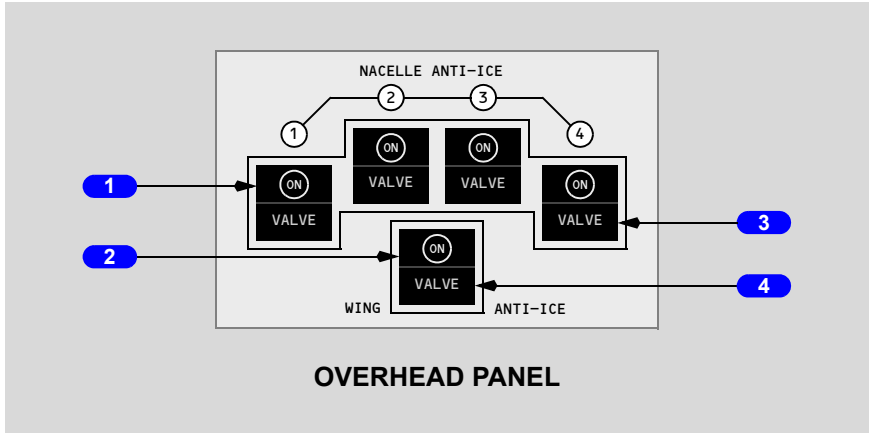 NACELLE ANTI-ICE
2 3
1 4
ON ON
VALVE VALVE
1 ON ON
VALVE VALVE 3
2 ON
VALVE 4
WING ANTI-ICE
OVERHEAD PANEL